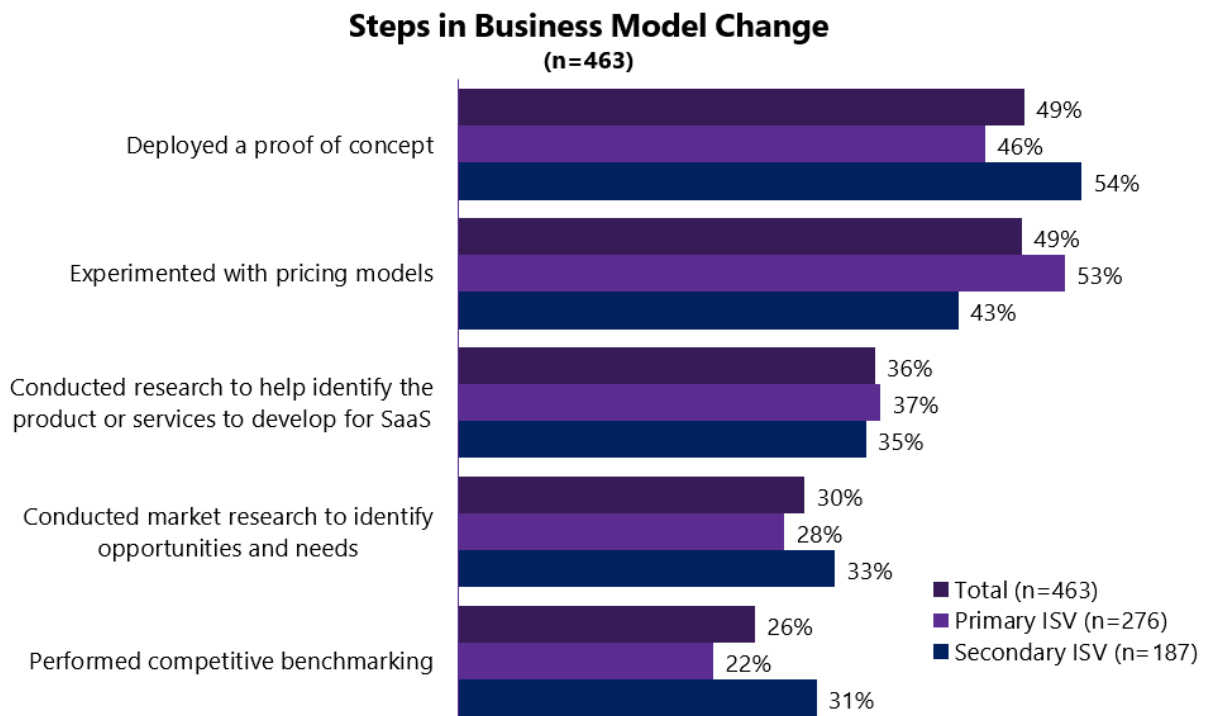 Steps in Business Model Change
(n=463)
Deployed a proof of concept
49%
46%
54%
Experimented with pricing models
49%
53%
43%
Conducted research to help identify the
product or services to develop for SaaS
36%
37%
35%
Conducted market research to identify
opportunities and needs
30%
28%
33%
Performed competitive benchmarking
26%
22%
31%
Total (n=463)
Primary ISV (n=276)
Secondary ISV (n=187)